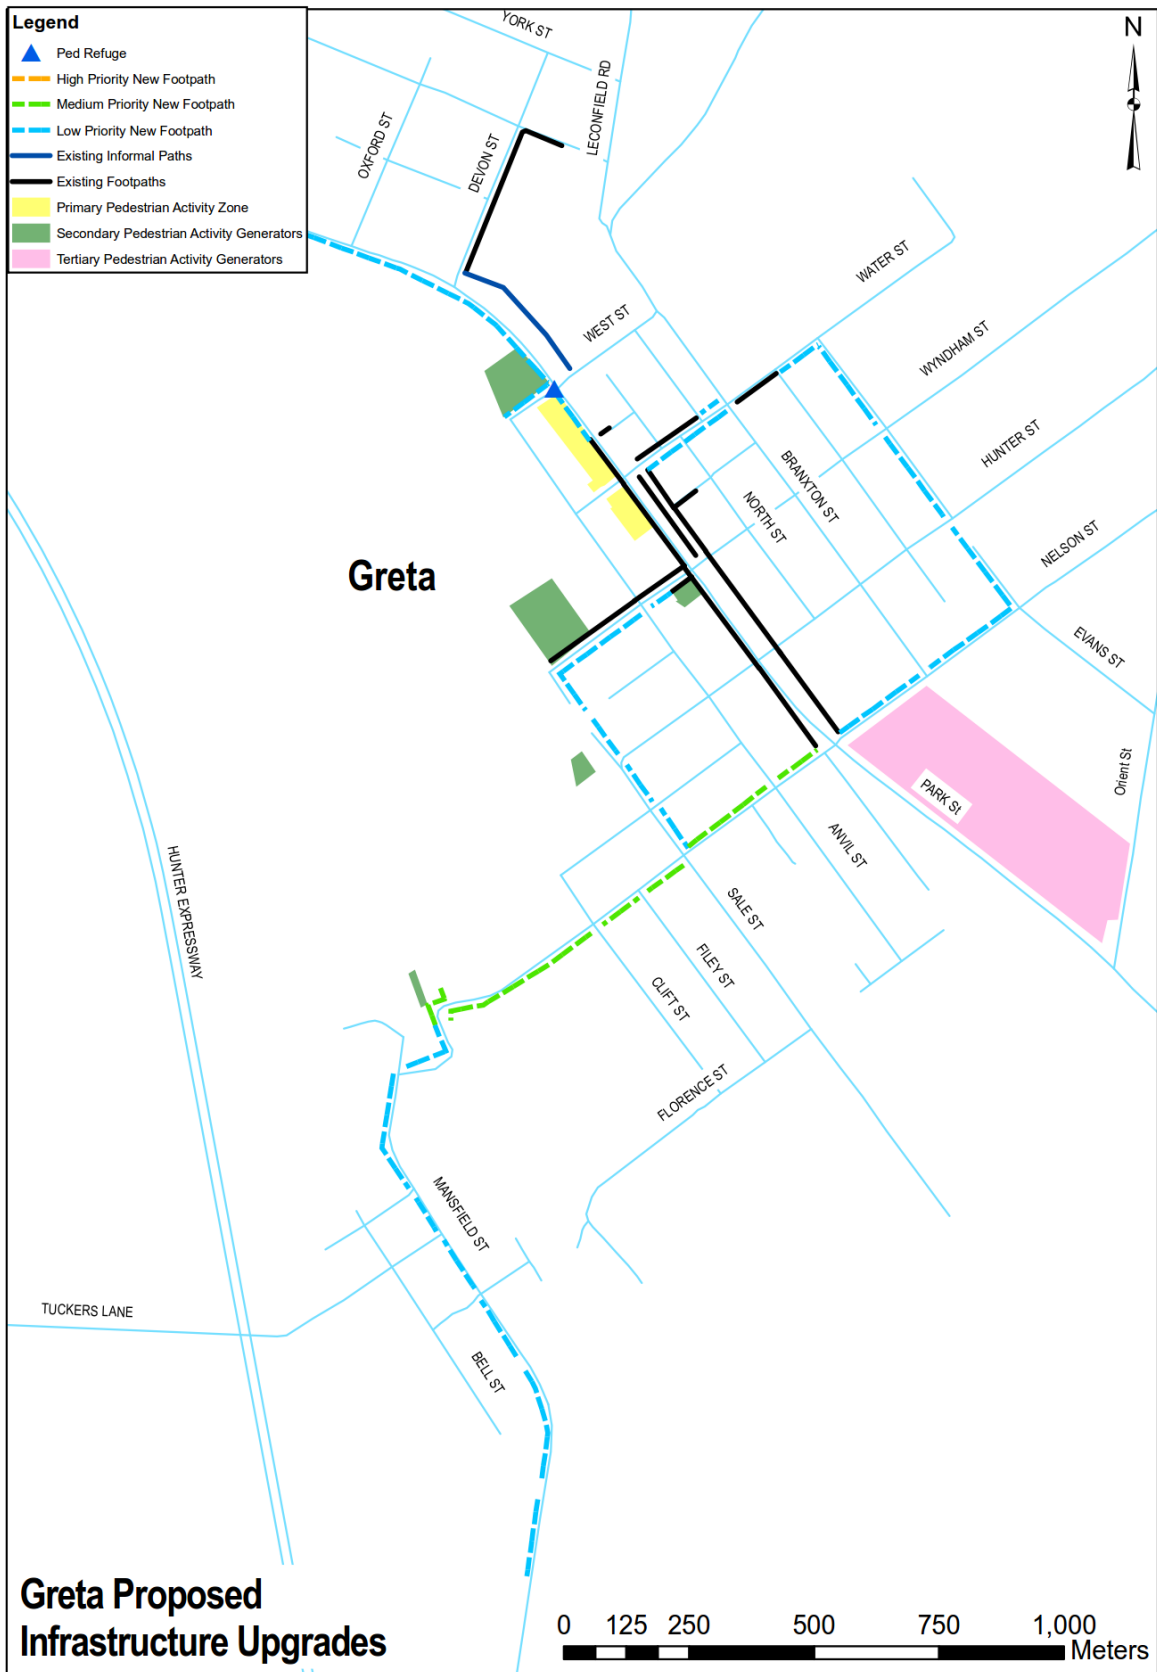 Legend
Ped Refuge
High Priority New Footpath
Medium Priority New Footpath
Low Priority New Footpath
Existing Informal Paths
Existing Footpaths
Primary Pedestrian Activity Zone
Secondary Pedestrian Activity Generators
Tertiary Pedestrian Activity Generators
YORK ST
N
LECONFIELD RD
OXFORD ST
DEVON ST
WATER ST
WEST ST
WYNDHAM ST
HUNTER ST
BRANXTON ST
NORTH ST
NELSON ST
Greta
EVANS ST
Orient St
PARK St
ANVIL ST
HUNTER EXPRESSWAY
SALE ST
FILEY ST
CLIFT ST
FLORENCE ST
MANSFIELD ST
TUCKERS LANE
BELL ST
Greta Proposed
Infrastructure Upgrades
0 125 250 500 750 1,000
Meters